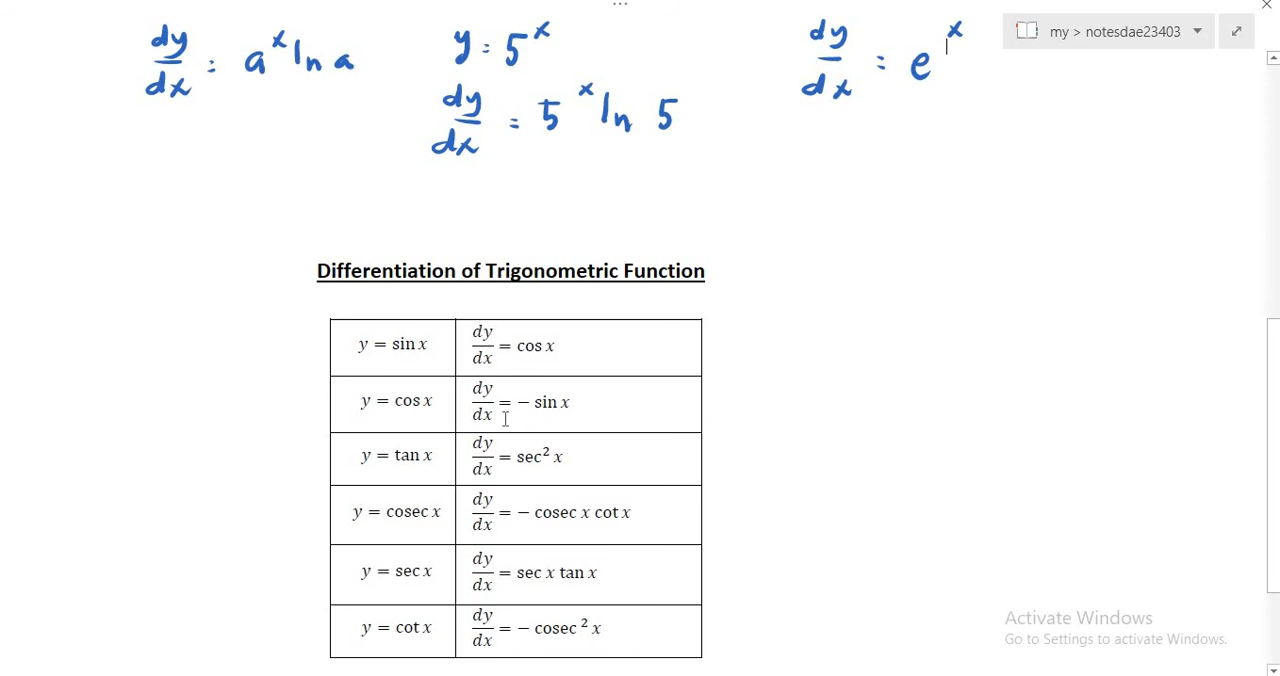 dy/dx = a^x ln a
y = 5^x
dy/dx = 5^x ln 5
dy/dx = e^x
my > notesdae23403
Differentiation of Trigonometric Function
y = sin x	dy/dx = cos x
y = cos x	dy/dx = − sin x
y = tan x	dy/dx = sec² x
y = cosec x	dy/dx = − cosec x cot x
y = sec x	dy/dx = sec x tan x
y = cot x	dy/dx = − cosec ² x
Activate Windows
Go to Settings to activate Windows.